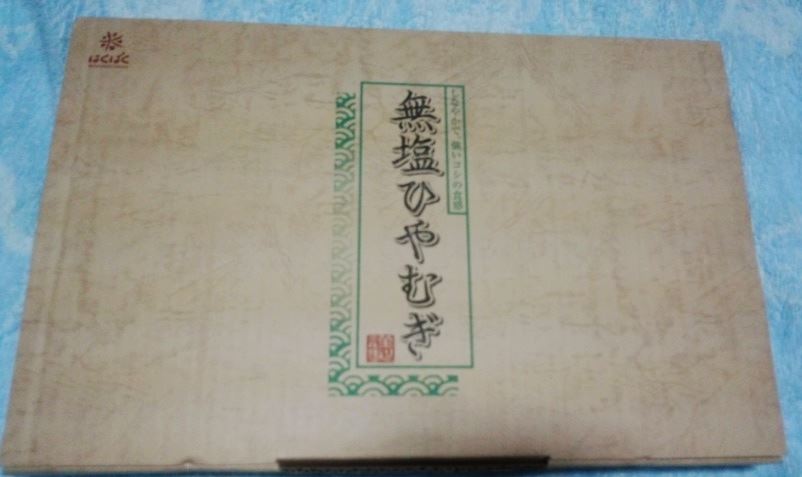 はくばく
しなやかで、強いコシの食感
無塩ひやむぎ